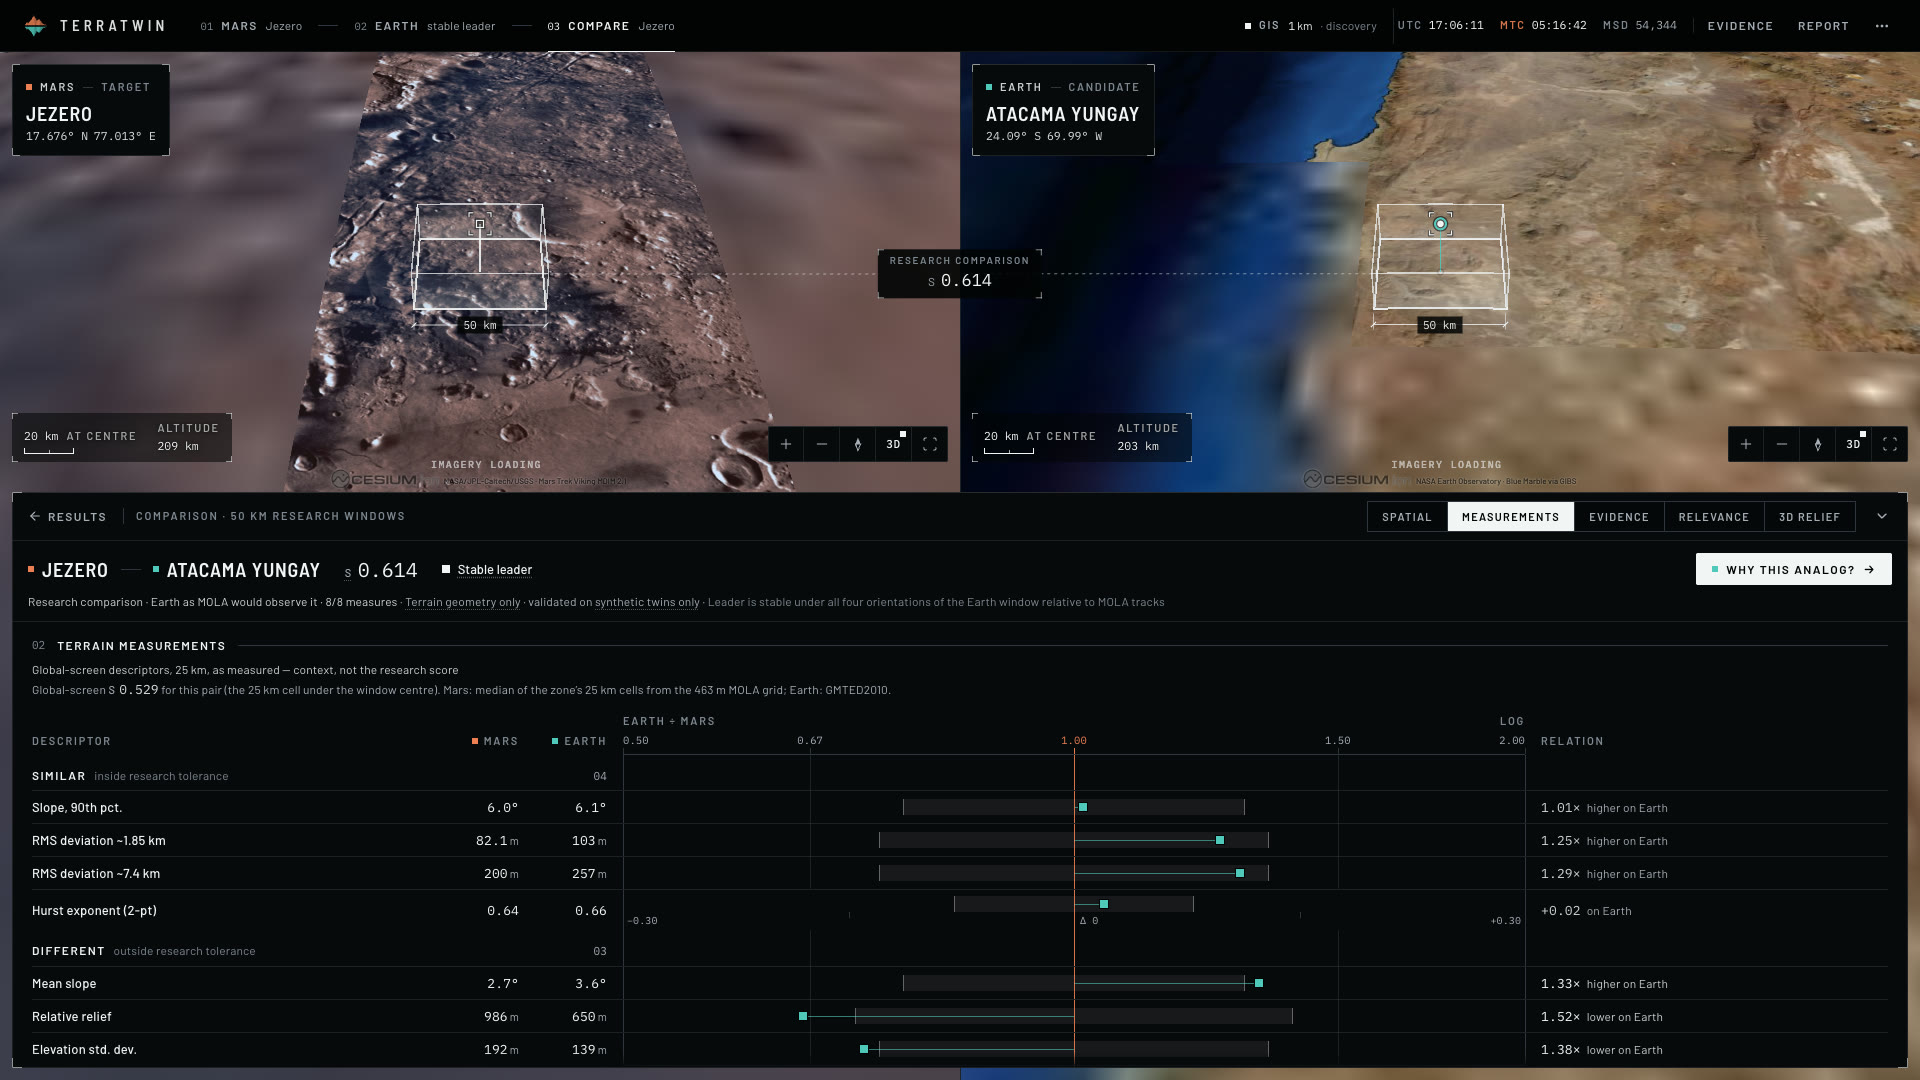 TERRATWIN
01 MARS Jezero
02 EARTH stable leader
03 COMPARE Jezero
GIS 1 km · discovery
UTC 17:06:11 MTC 05:16:42 MSD 54,344
EVIDENCE REPORT
MARS — TARGET
JEZERO
17.676° N 77.013° E
EARTH — CANDIDATE
ATACAMA YUNGAY
24.09° S 69.99° W
RESEARCH COMPARISON
S 0.614
50 km
50 km
20 km AT CENTRE
ALTITUDE
209 km
3D
20 km AT CENTRE
ALTITUDE
203 km
3D
IMAGERY LOADING
CESIUM
NASA/JPL-Caltech/USGS · Mars Trek Viking MDIM 2.1
IMAGERY LOADING
CESIUM
NASA Earth Observatory · Blue Marble via GIBS
← RESULTS
COMPARISON · 50 KM RESEARCH WINDOWS
SPATIAL MEASUREMENTS EVIDENCE RELEVANCE 3D RELIEF
JEZERO — ATACAMA YUNGAY S 0.614 Stable leader
WHY THIS ANALOG? →
Research comparison · Earth as MOLA would observe it · 8/8 measures · Terrain geometry only · validated on synthetic twins only · Leader is stable under all four orientations of the Earth window relative to MOLA tracks
02 TERRAIN MEASUREMENTS
Global-screen descriptors, 25 km, as measured — context, not the research score
Global-screen S 0.529 for this pair (the 25 km cell under the window centre). Mars: median of the zone's 25 km cells from the 463 m MOLA grid; Earth: GMTED2010.
EARTH ÷ MARS LOG
DESCRIPTOR MARS EARTH 0.50 0.67 1.00 1.50 2.00 RELATION
SIMILAR inside research tolerance 04
Slope, 90th pct. 6.0° 6.1° 1.01× higher on Earth
RMS deviation ~1.85 km 82.1 m 103 m 1.25× higher on Earth
RMS deviation ~7.4 km 200 m 257 m 1.29× higher on Earth
Hurst exponent (2-pt) 0.64 0.66 +0.02 on Earth
−0.30 Δ 0 +0.30
DIFFERENT outside research tolerance 03
Mean slope 2.7° 3.6° 1.33× higher on Earth
Relative relief 986 m 650 m 1.52× lower on Earth
Elevation std. dev. 192 m 139 m 1.38× lower on Earth